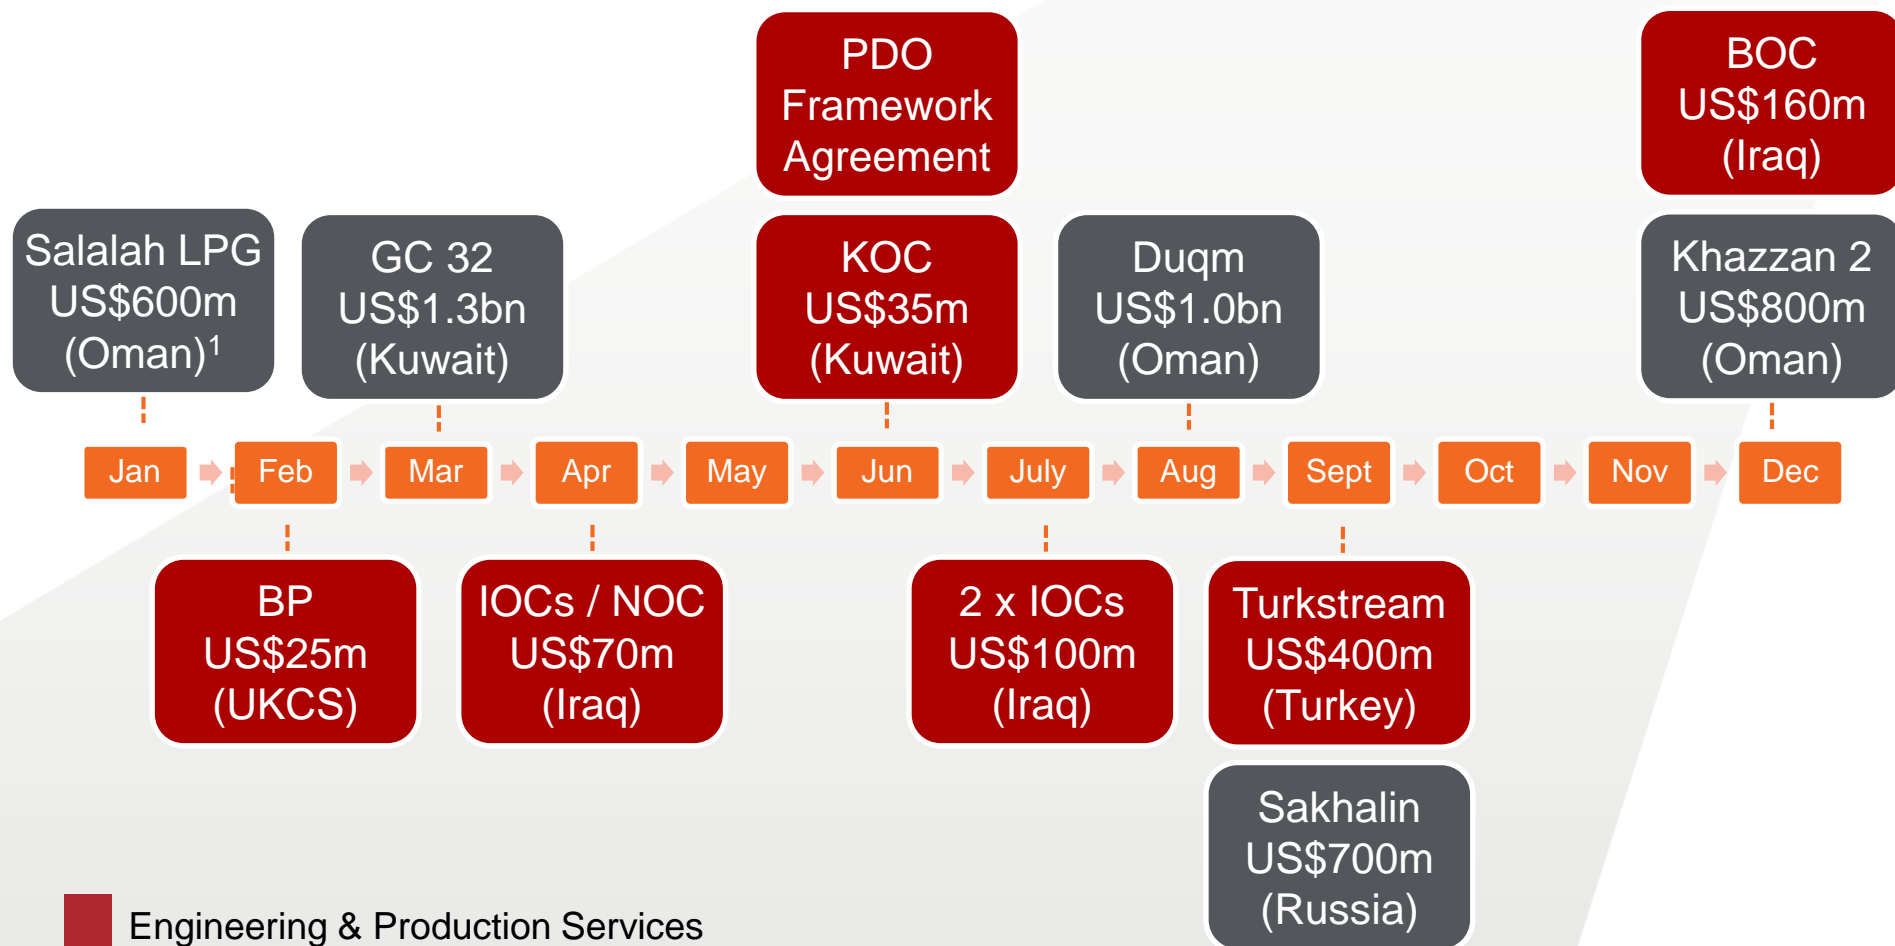 PDO
Framework
Agreement
BOC
US$160m
(Iraq)
Salalah LPG
US$600m
(Oman)¹
GC 32
US$1.3bn
(Kuwait)
KOC
US$35m
(Kuwait)
Duqm
US$1.0bn
(Oman)
Khazzan 2
US$800m
(Oman)
Jan
Feb
Mar
Apr
May
Jun
July
Aug
Sept
Oct
Nov
Dec
BP
US$25m
(UKCS)
IOCs / NOC
US$70m
(Iraq)
2 x IOCs
US$100m
(Iraq)
Turkstream
US$400m
(Turkey)
Sakhalin
US$700m
(Russia)
Engineering & Production Services